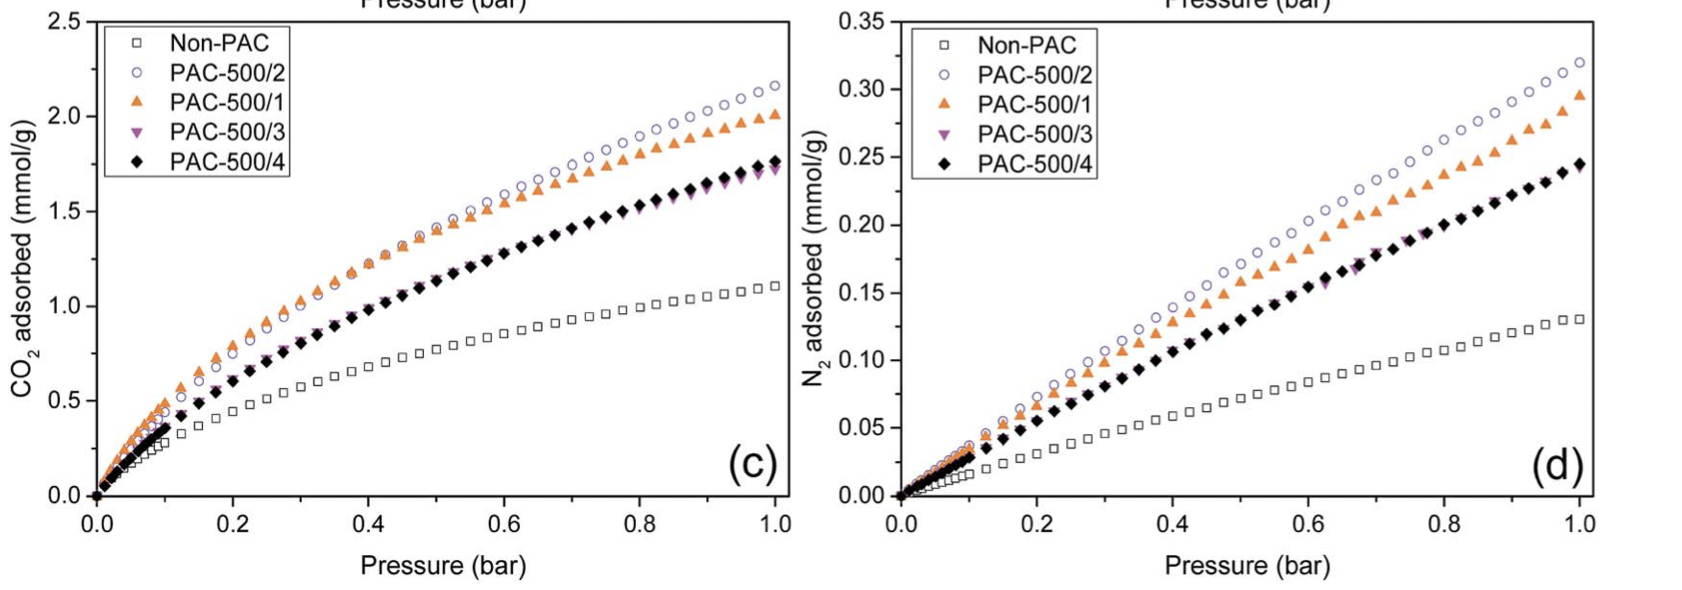 Pressure (bar)
Pressure (bar)
2.5
2.0
1.5
1.0
0.5
0.0
CO2 adsorbed (mmol/g)
Non-PAC
PAC-500/2
PAC-500/1
PAC-500/3
PAC-500/4
(c)
0.0 0.2 0.4 0.6 0.8 1.0
Pressure (bar)
0.35
0.30
0.25
0.20
0.15
0.10
0.05
0.00
N2 adsorbed (mmol/g)
Non-PAC
PAC-500/2
PAC-500/1
PAC-500/3
PAC-500/4
(d)
0.0 0.2 0.4 0.6 0.8 1.0
Pressure (bar)